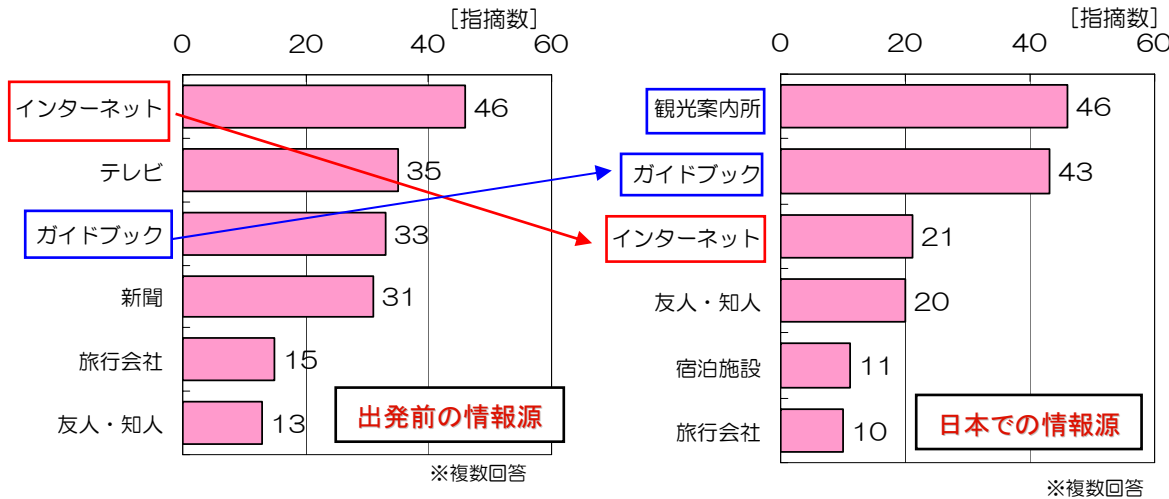 [指摘数]
0 20 40 60
インターネット 46
テレビ 35
ガイドブック 33
新聞 31
旅行会社 15
友人・知人 13
出発前の情報源
※複数回答
[指摘数]
0 20 40 60
観光案内所 46
ガイドブック 43
インターネット 21
友人・知人 20
宿泊施設 11
旅行会社 10
日本での情報源
※複数回答